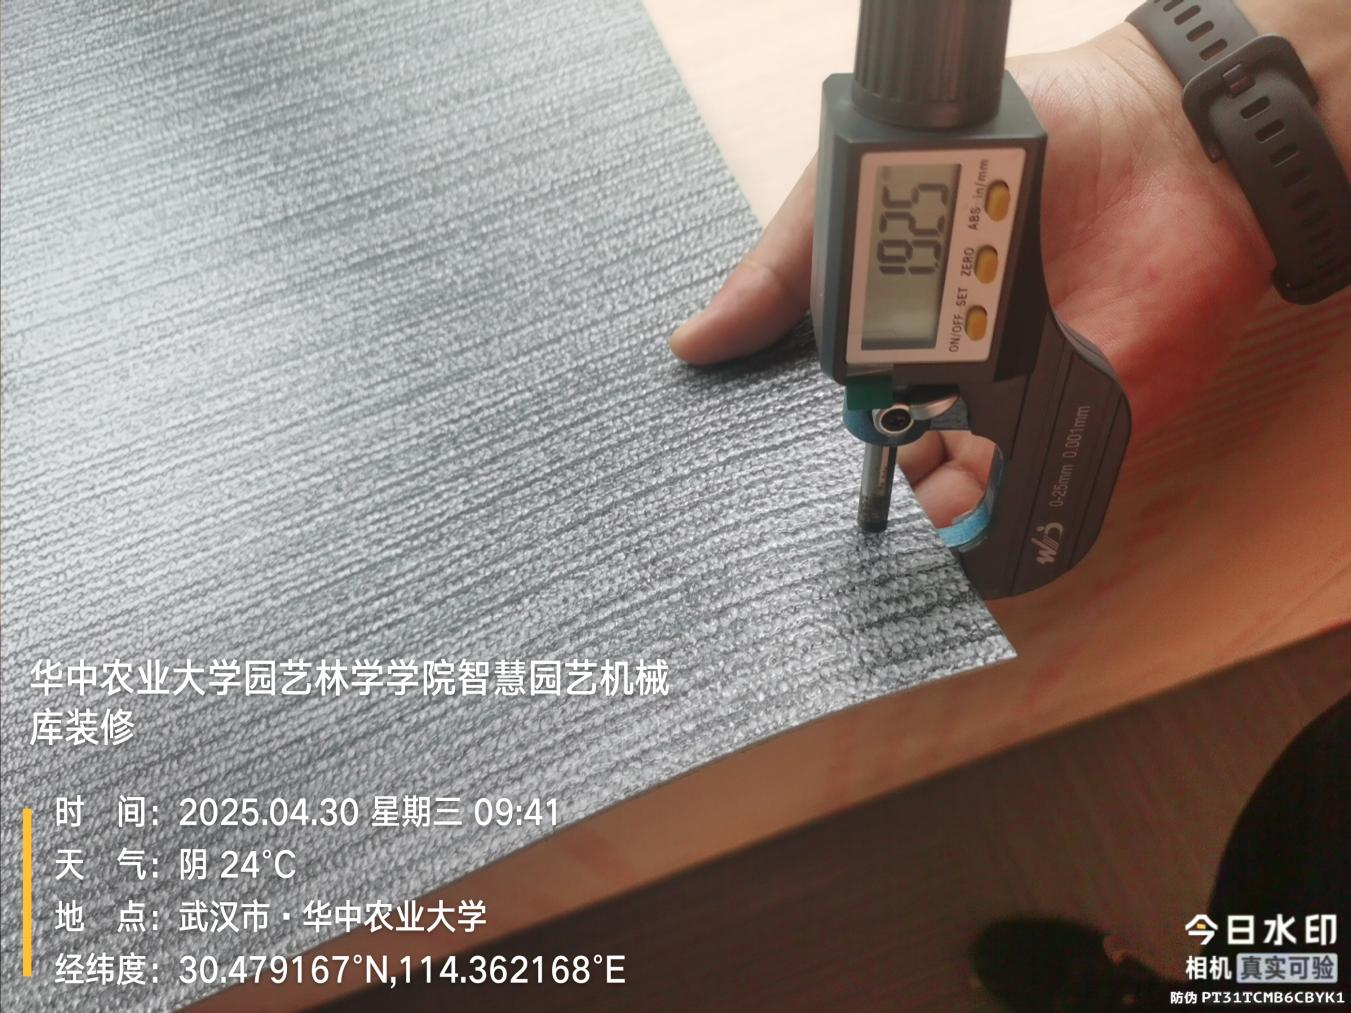 1.925
ABS in/mm
ZERO
ON/OFF SET
0-25mm 0.001mm
华中农业大学园艺林学学院智慧园艺机械
库装修
时 间：2025.04.30 星期三 09:41
天 气：阴 24°C
地 点：武汉市·华中农业大学
经纬度：30.479167°N,114.362168°E
今日水印
相机 真实可验
防伪 PT31TCMB6CBYK1